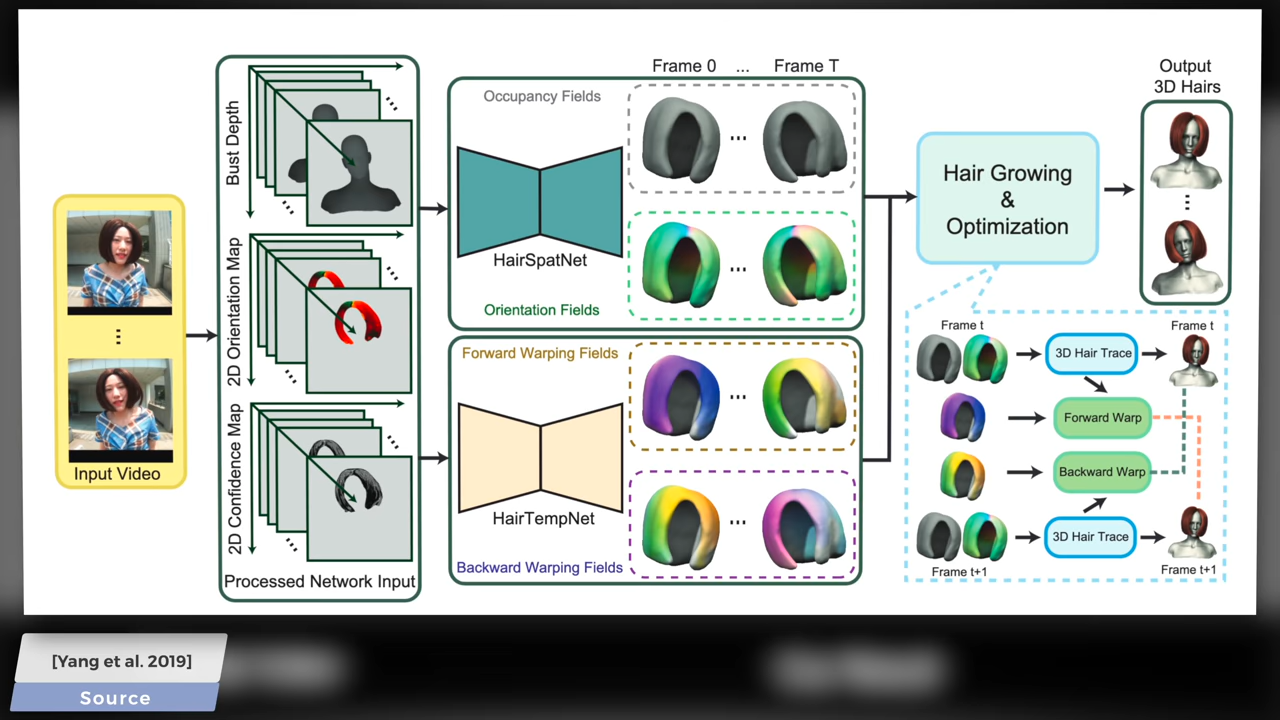 Input Video
Bust Depth
2D Orientation Map
2D Confidence Map
Processed Network Input
Frame 0 ... Frame T
Occupancy Fields
HairSpatNet
Orientation Fields
Forward Warping Fields
HairTempNet
Backward Warping Fields
Hair Growing
&
Optimization
Output
3D Hairs
Frame t
3D Hair Trace
Frame t
Forward Warp
Backward Warp
3D Hair Trace
Frame t+1
Frame t+1
[Yang et al. 2019]
Source